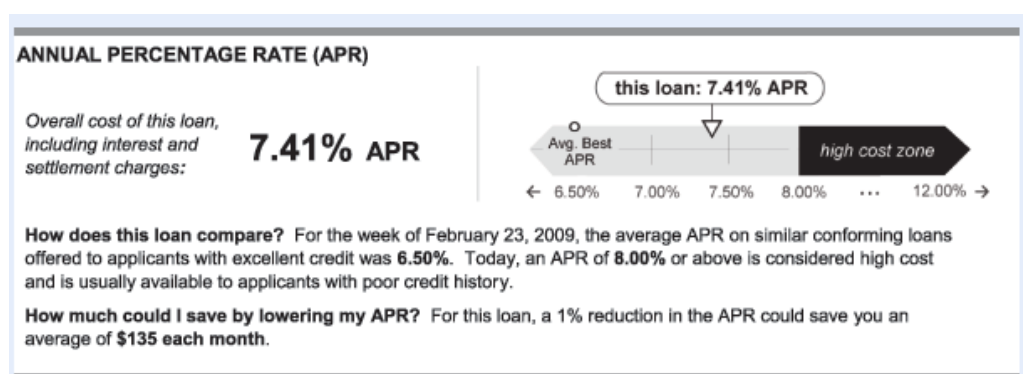 ANNUAL PERCENTAGE RATE (APR)
Overall cost of this loan,
including interest and
settlement charges:
7.41% APR
this loan: 7.41% APR
Avg. Best
APR
high cost zone
← 6.50% 7.00% 7.50% 8.00% ... 12.00% →
How does this loan compare? For the week of February 23, 2009, the average APR on similar conforming loans
offered to applicants with excellent credit was 6.50%. Today, an APR of 8.00% or above is considered high cost
and is usually available to applicants with poor credit history.
How much could I save by lowering my APR? For this loan, a 1% reduction in the APR could save you an
average of $135 each month.